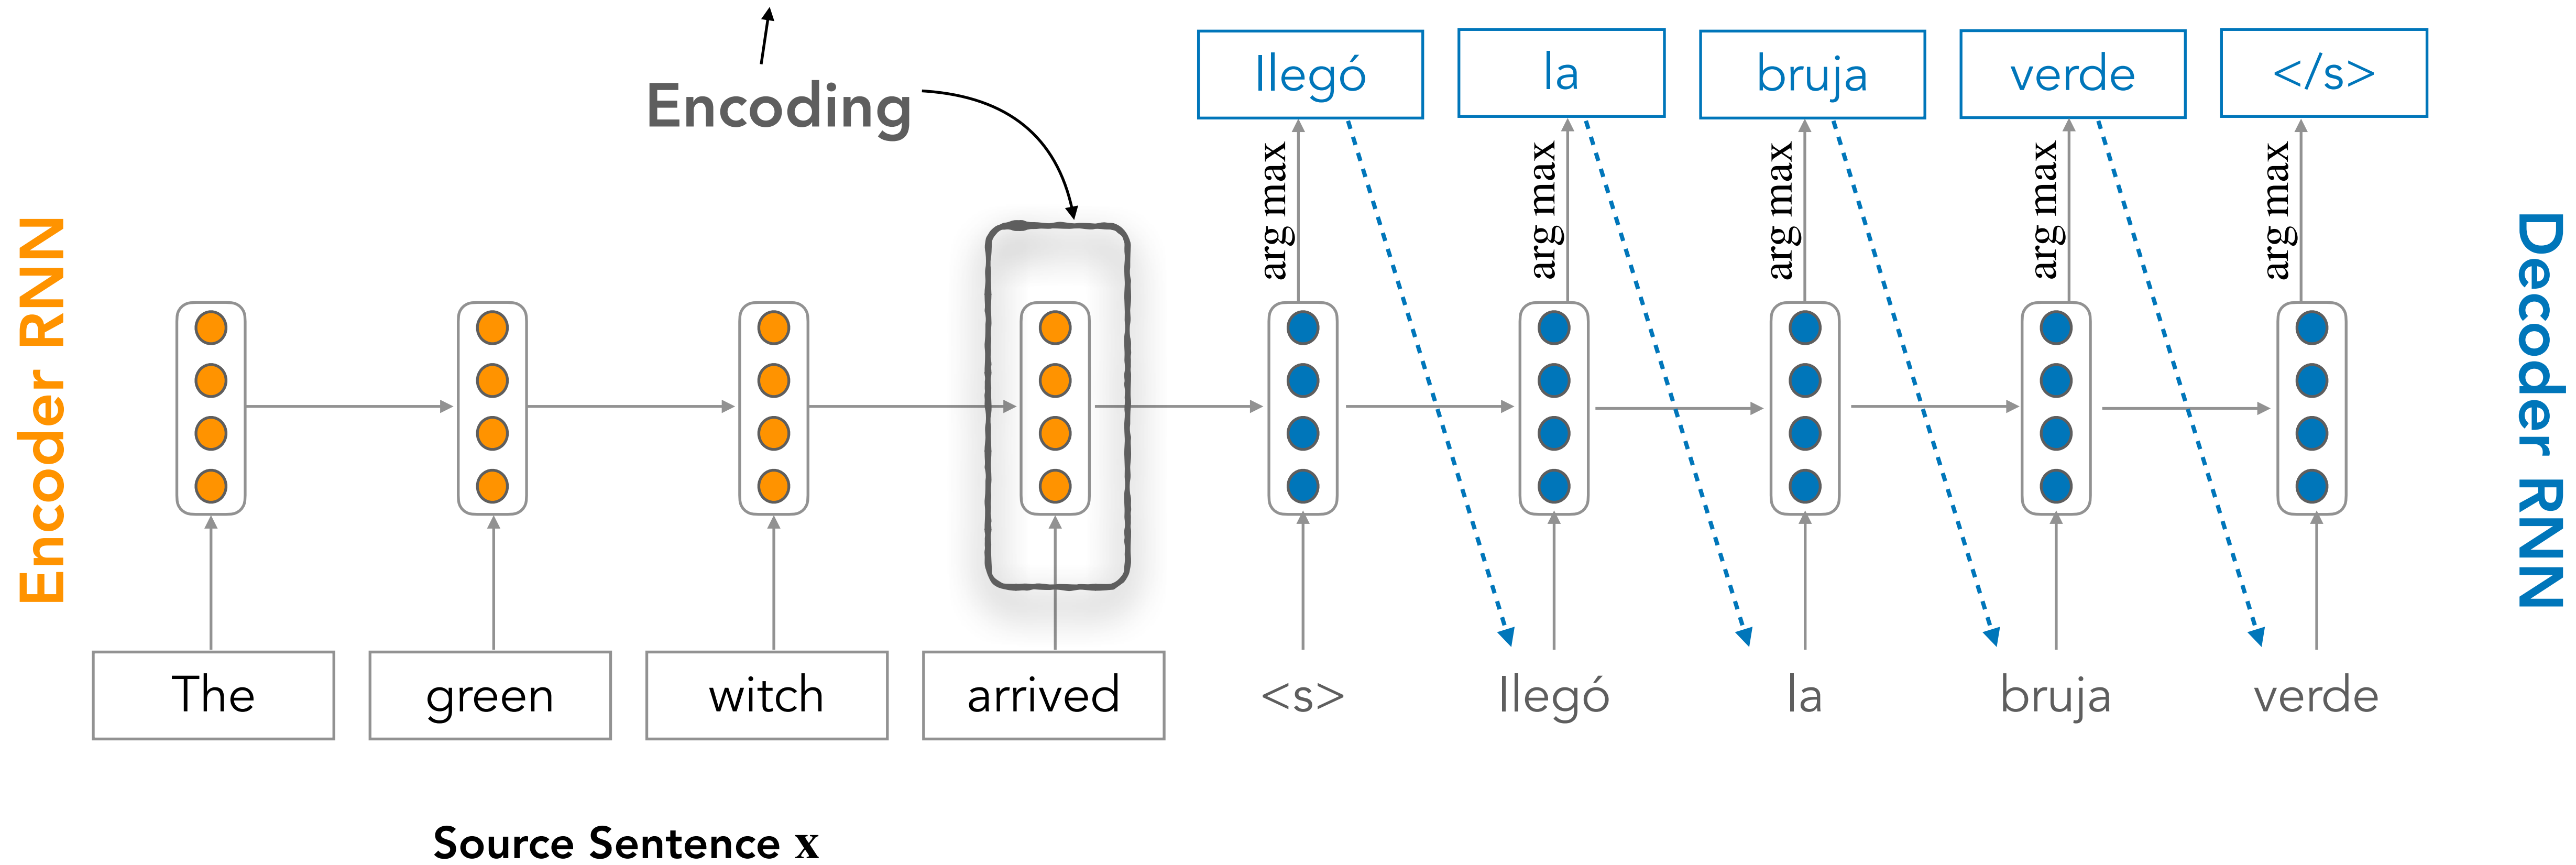 Encoding
llegó la bruja verde </s>
arg max arg max arg max arg max arg max
Encoder RNN
Decoder RNN
The green witch arrived <s> llegó la bruja verde
Source Sentence x